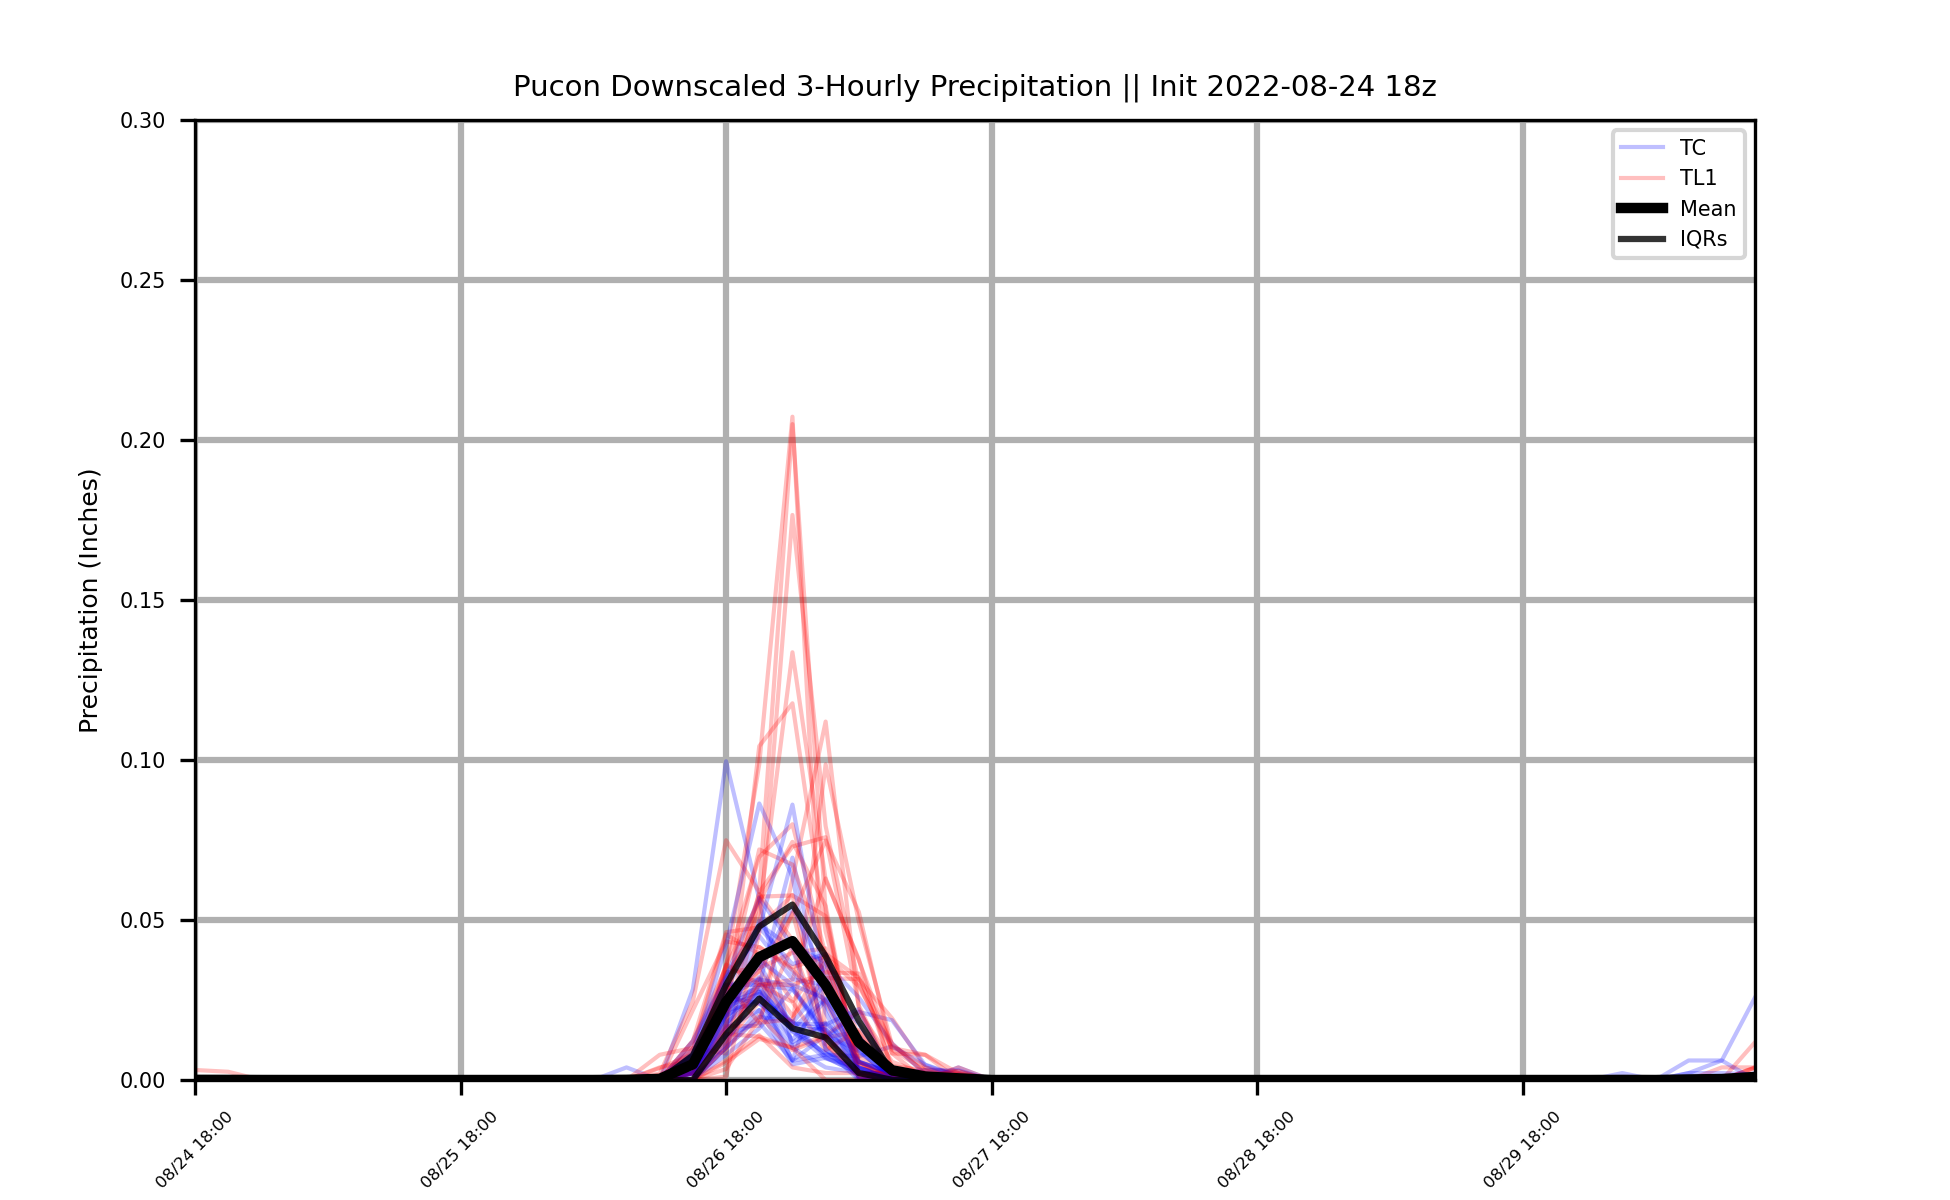 Pucon Downscaled 3-Hourly Precipitation || Init 2022-08-24 18z
0.30
0.25
0.20
0.15
0.10
0.05
0.00
Precipitation (Inches)
TC
TL1
Mean
IQRs
08/24 18:00
08/25 18:00
08/26 18:00
08/27 18:00
08/28 18:00
08/29 18:00